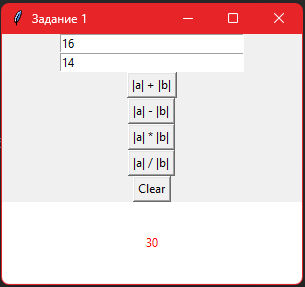 Задание 1
16
14
|a| + |b|
|a| - |b|
|a| * |b|
|a| / |b|
Clear
30